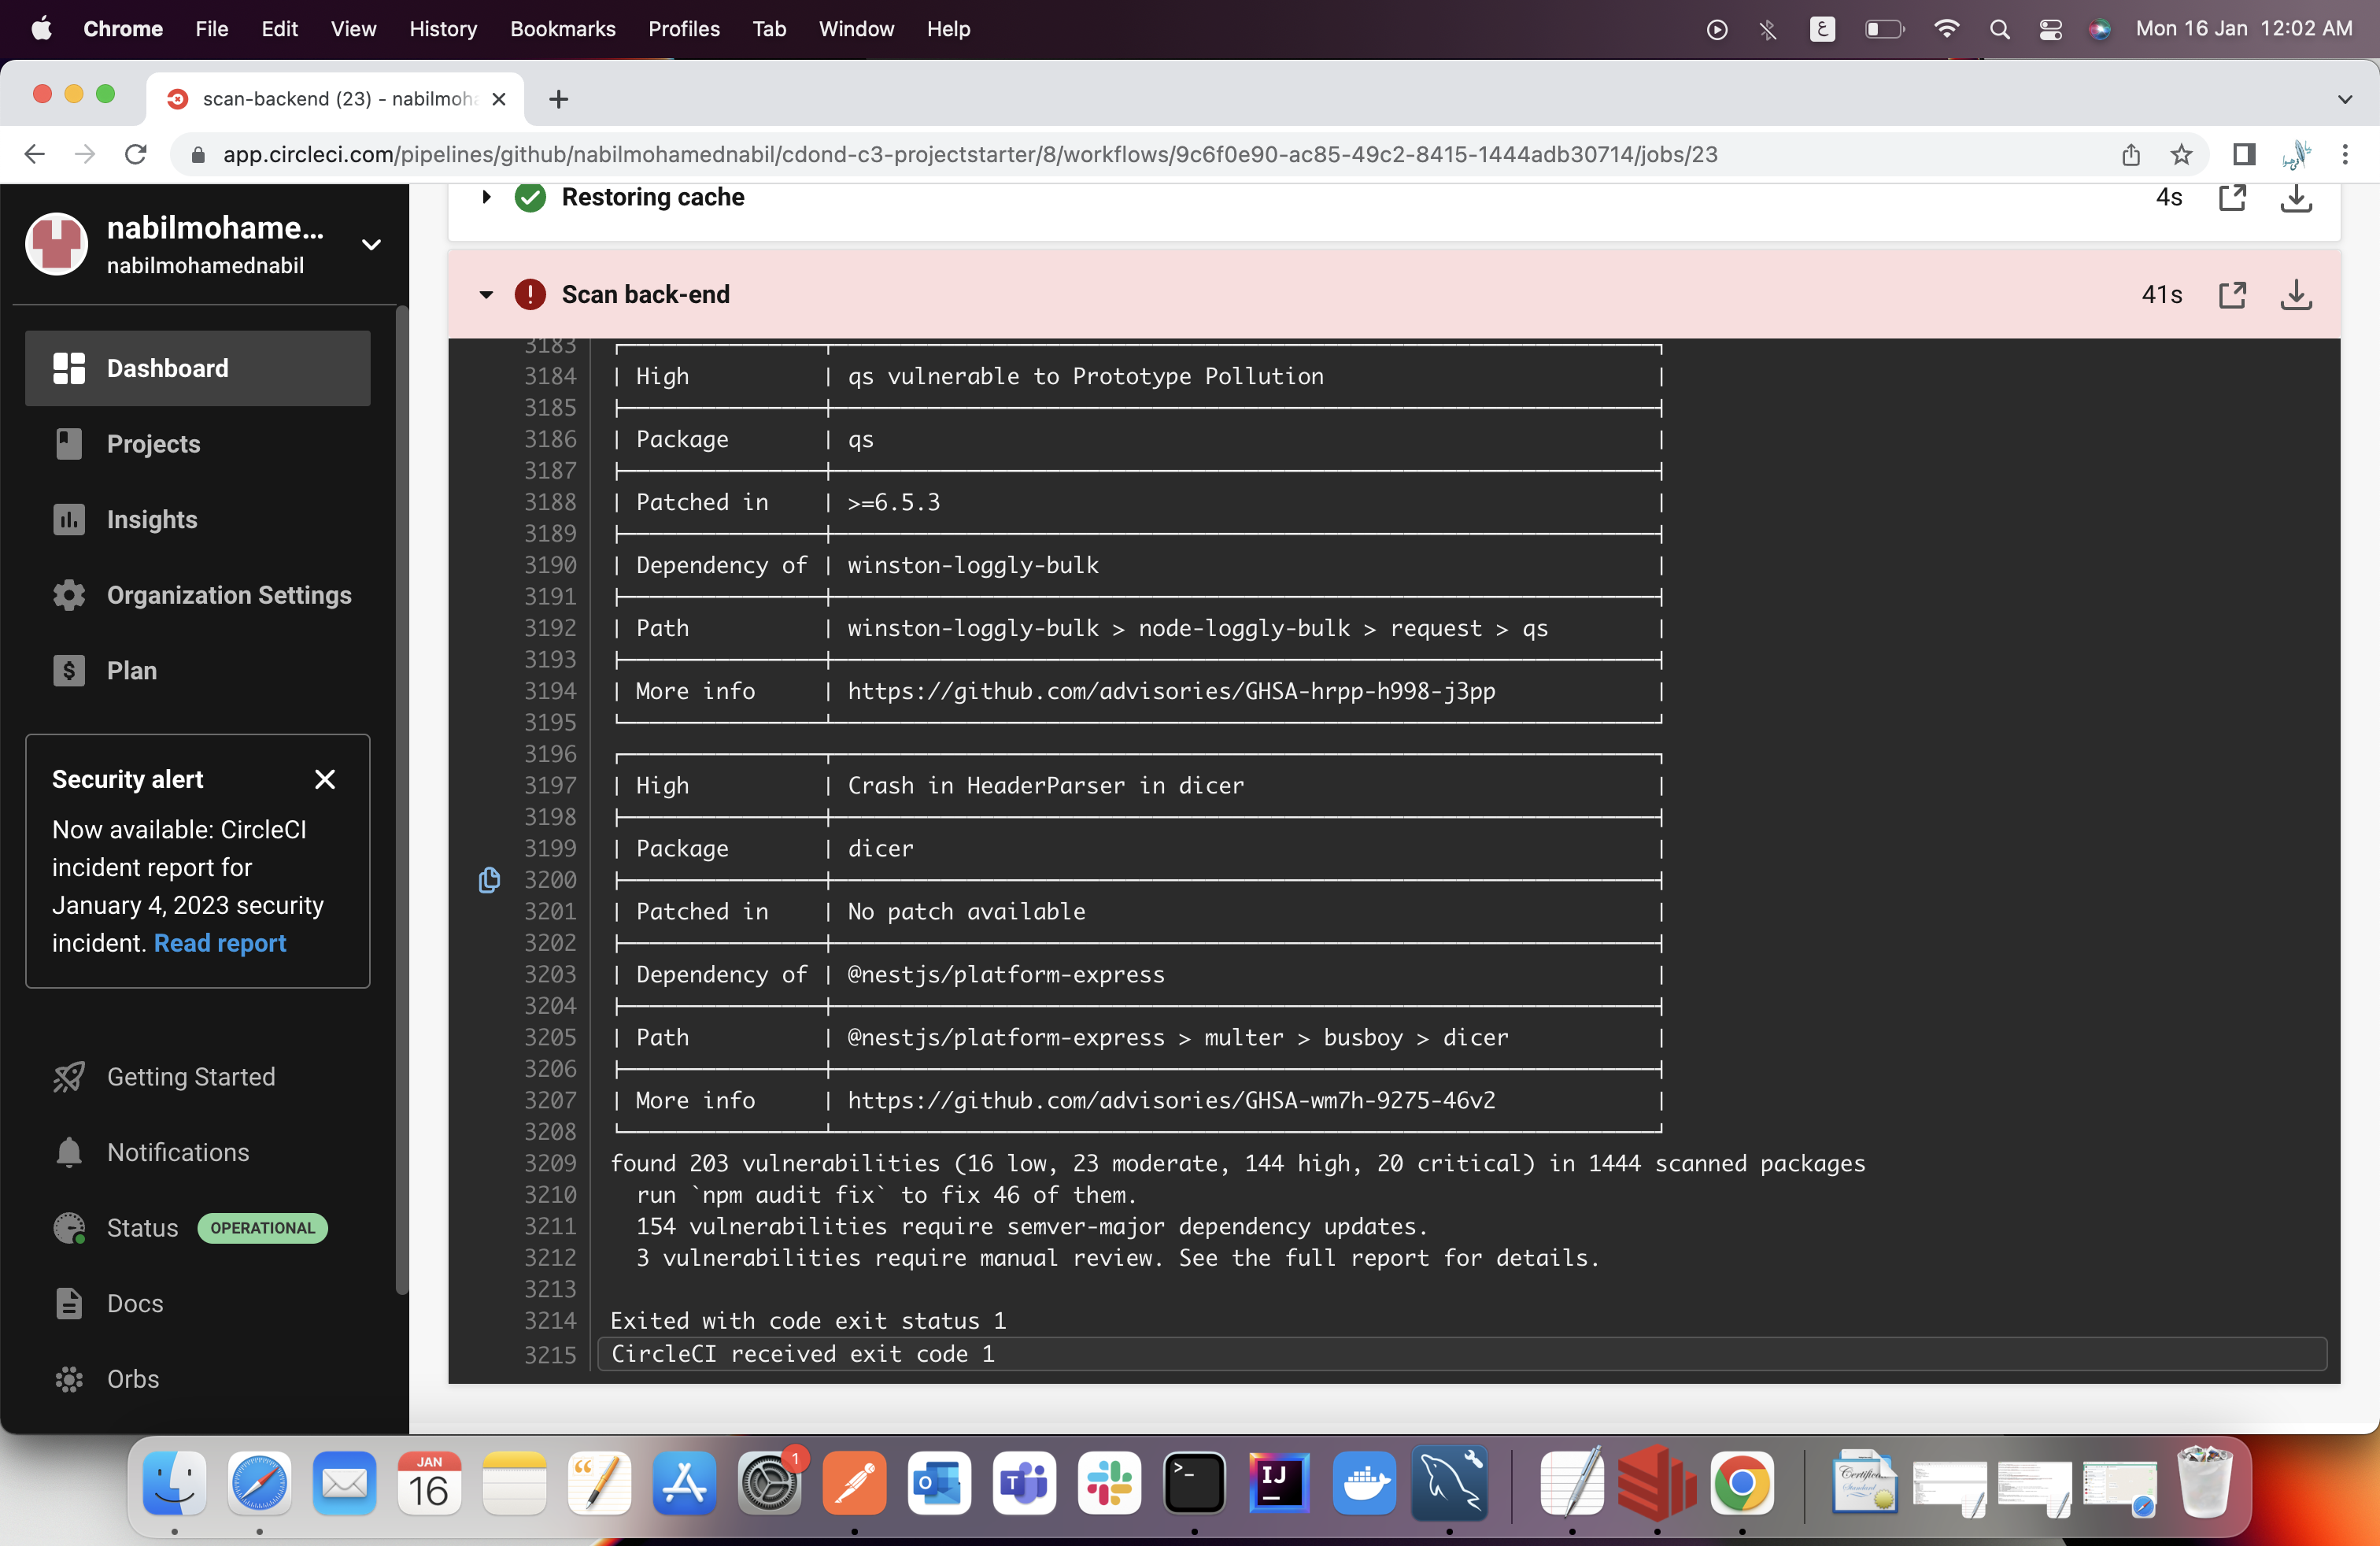 Chrome File Edit View History Bookmarks Profiles Tab Window Help ع Mon 16 Jan 12:02 AM
scan-backend (23) - nabilmoha
app.circleci.com/pipelines/github/nabilmohamednabil/cdond-c3-projectstarter/8/workflows/9c6f0e90-ac85-49c2-8415-1444adb30714/jobs/23
nabilmohame...
nabilmohamednabil
Dashboard
Projects
Insights
Organization Settings
Plan
Security alert
Now available: CircleCI
incident report for
January 4, 2023 security
incident. Read report
Getting Started
Notifications
Status OPERATIONAL
Docs
Orbs
Restoring cache 4s
Scan back-end 41s
3183
3184 | High | qs vulnerable to Prototype Pollution |
3185
3186 | Package | qs |
3187
3188 | Patched in | >=6.5.3 |
3189
3190 | Dependency of | winston-loggly-bulk |
3191
3192 | Path | winston-loggly-bulk > node-loggly-bulk > request > qs |
3193
3194 | More info | https://github.com/advisories/GHSA-hrpp-h998-j3pp |
3195
3196
3197 | High | Crash in HeaderParser in dicer |
3198
3199 | Package | dicer |
3200
3201 | Patched in | No patch available |
3202
3203 | Dependency of | @nestjs/platform-express |
3204
3205 | Path | @nestjs/platform-express > multer > busboy > dicer |
3206
3207 | More info | https://github.com/advisories/GHSA-wm7h-9275-46v2 |
3208
3209 found 203 vulnerabilities (16 low, 23 moderate, 144 high, 20 critical) in 1444 scanned packages
3210 run `npm audit fix` to fix 46 of them.
3211 154 vulnerabilities require semver-major dependency updates.
3212 3 vulnerabilities require manual review. See the full report for details.
3213
3214 Exited with code exit status 1
3215 CircleCI received exit code 1
JAN
16
1
IJ